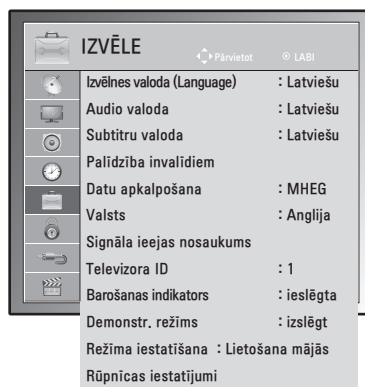 IZVĒLE
Pārvietot ⊙ LABI
Izvēlnes valoda (Language) : Latviešu
Audio valoda : Latviešu
Subtitru valoda : Latviešu
Palīdzība invalīdiem
Datu apkalpošana : MHEG
Valsts : Anglija
Signāla ieejas nosaukums
Televizora ID : 1
Barošanas indikators : ieslēgta
Demonstr. režīms : izslēgt
Režīma iestatīšana : Lietošana mājās
Rūpnīcas iestatījumi